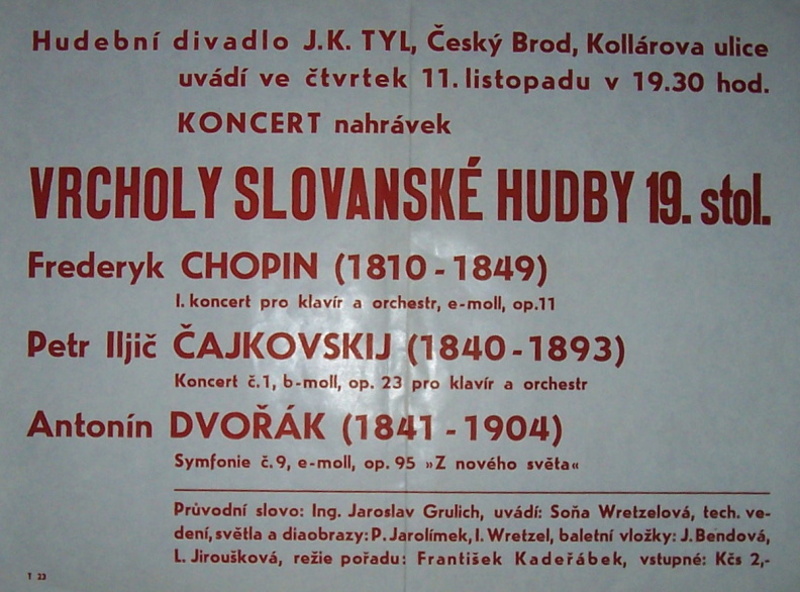 Hudební divadlo J.K. TYL, Český Brod, Kollárova ulice
uvádí ve čtvrtek 11. listopadu v 19.30 hod.
KONCERT nahrávek
VRCHOLY SLOVANSKÉ HUDBY 19. stol.
Frederyk CHOPIN (1810 - 1849)
I. koncert pro klavír a orchestr, e-moll, op.11
Petr Iljič ČAJKOVSKIJ (1840 - 1893)
Koncert č.1, b-moll, op. 23 pro klavír a orchestr
Antonín DVOŘÁK (1841 - 1904)
Symfonie č.9, e-moll, op. 95 »Z nového světa«
Průvodní slovo: Ing. Jaroslav Grulich, uvádí: Soňa Wretzelová, tech. ve-
dení, světla a diaobrazy: P. Jarolímek, I. Wretzel, baletní vložky: J. Bendová,
L. Jiroušková, režie pořadu: František Kadeřábek, vstupné: Kčs 2,-
T 23